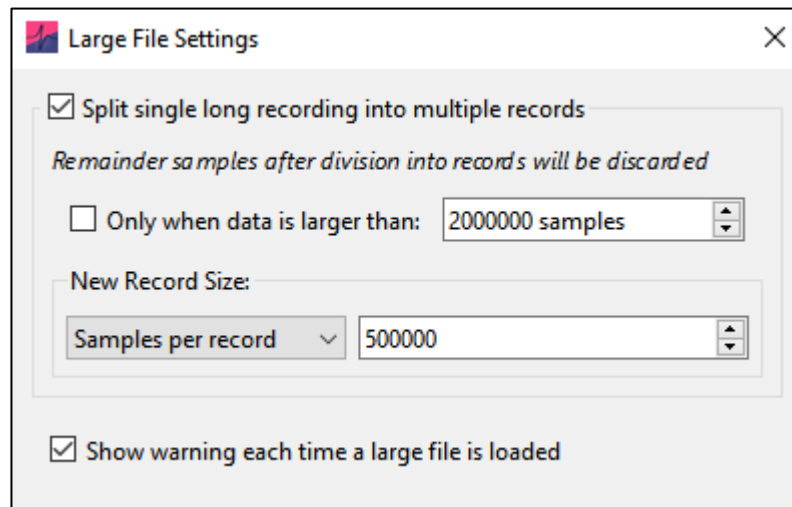 Large File Settings
Split single long recording into multiple records
Remainder samples after division into records will be discarded
Only when data is larger than: 2000000 samples
New Record Size:
Samples per record 500000
Show warning each time a large file is loaded